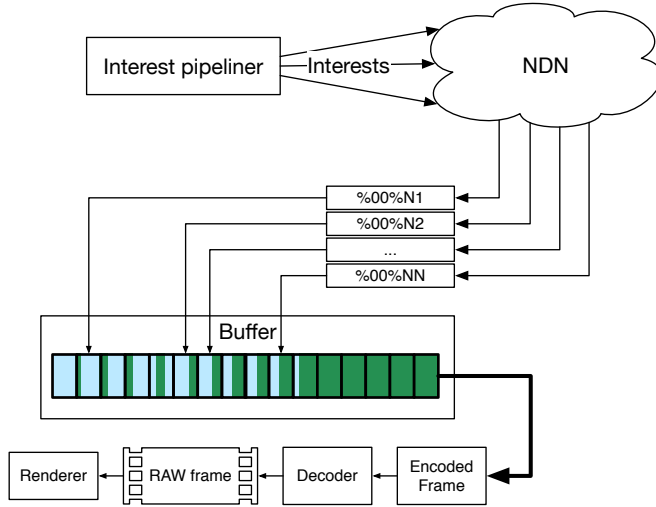 Interest pipeliner
Interests
NDN
%00%N1
%00%N2
...
%00%NN
Buffer
Renderer
RAW frame
Decoder
Encoded
Frame